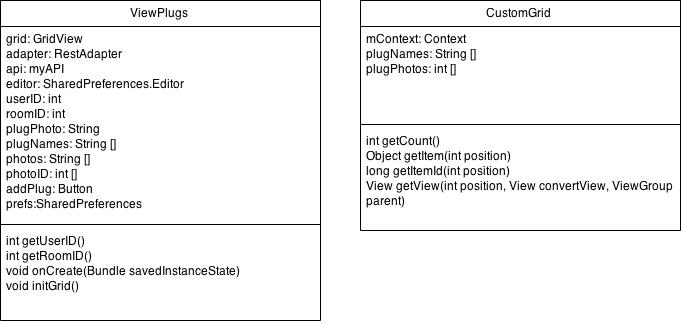 ViewPlugs
grid: GridView
adapter: RestAdapter
api: myAPI
editor: SharedPreferences.Editor
userID: int
roomID: int
plugPhoto: String
plugNames: String []
photos: String []
photoID: int []
addPlug: Button
prefs:SharedPreferences
int getUserID()
int getRoomID()
void onCreate(Bundle savedInstanceState)
void initGrid()
CustomGrid
mContext: Context
plugNames: String []
plugPhotos: int []
int getCount()
Object getItem(int position)
long getItemId(int position)
View getView(int position, View convertView, ViewGroup
parent)